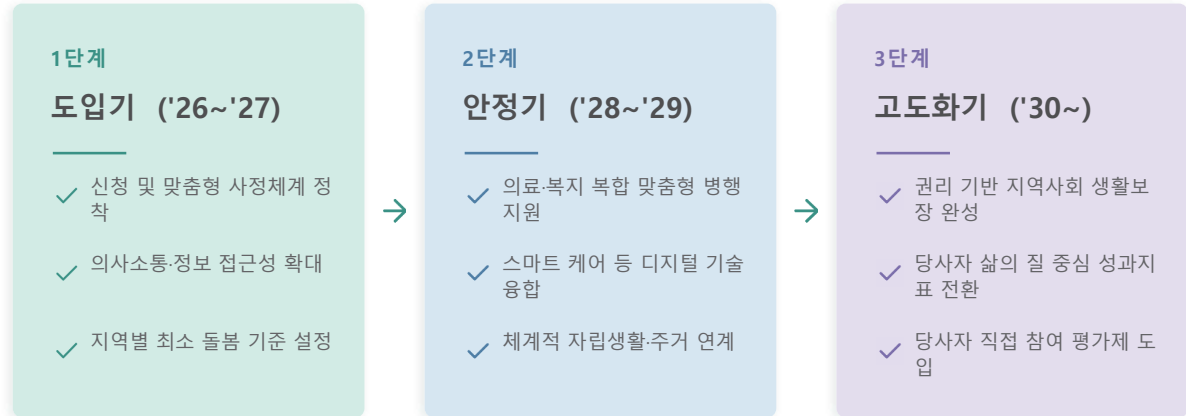 1단계
도입기 ('26~'27)
신청 및 맞춤형 사정체계 정
착
의사소통·정보 접근성 확대
지역별 최소 돌봄 기준 설정
2단계
안정기 ('28~'29)
의료·복지 복합 맞춤형 병행
지원
스마트 케어 등 디지털 기술
융합
체계적 자립생활·주거 연계
3단계
고도화기 ('30~)
권리 기반 지역사회 생활보
장 완성
당사자 삶의 질 중심 성과지
표 전환
당사자 직접 참여 평가제 도
입